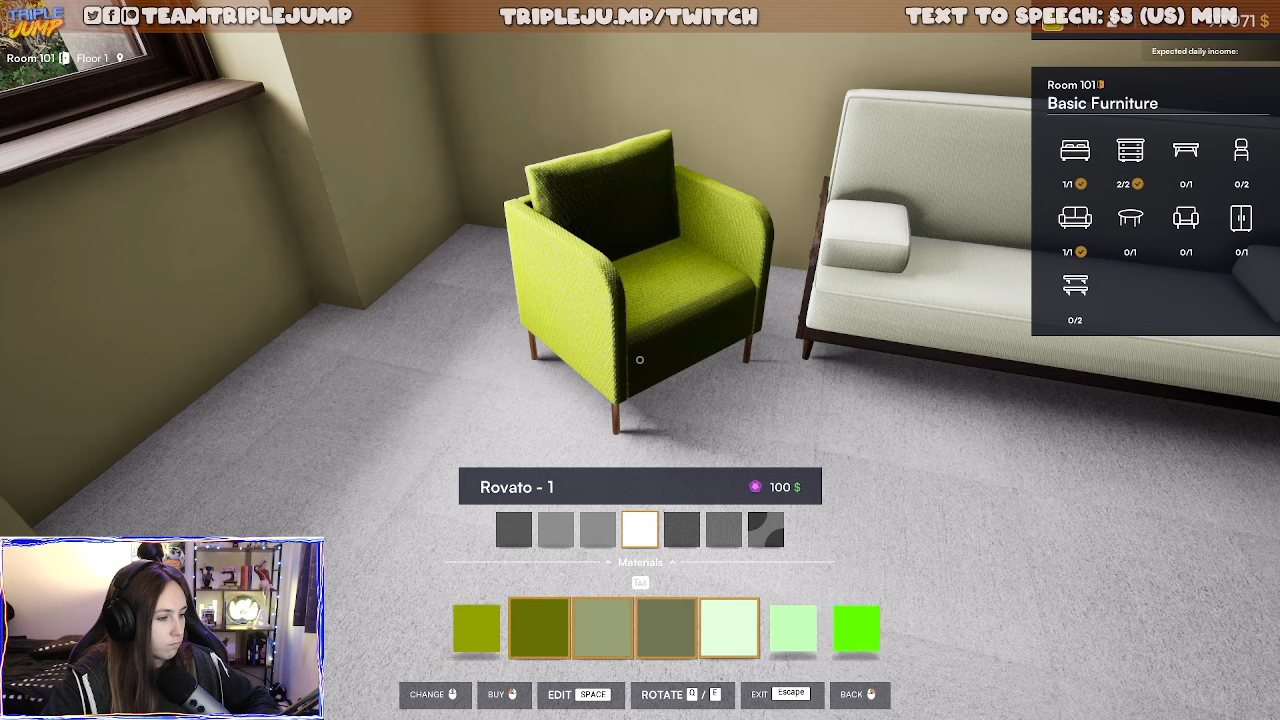 TRIPLE JUMP
TEAMTRIPLEJUMP
TRIPLEJU.MP/TWITCH
TEXT TO SPEECH: $5 (US) MIN
Room 101 Floor 1
Expected daily income:
Room 101
Basic Furniture
1/1 2/2 0/1 0/2
1/1 0/1 0/1 0/1
0/2
Rovato - 1 100 $
Materials
TAB
CHANGE BUY EDIT SPACE ROTATE Q / E EXIT Escape BACK